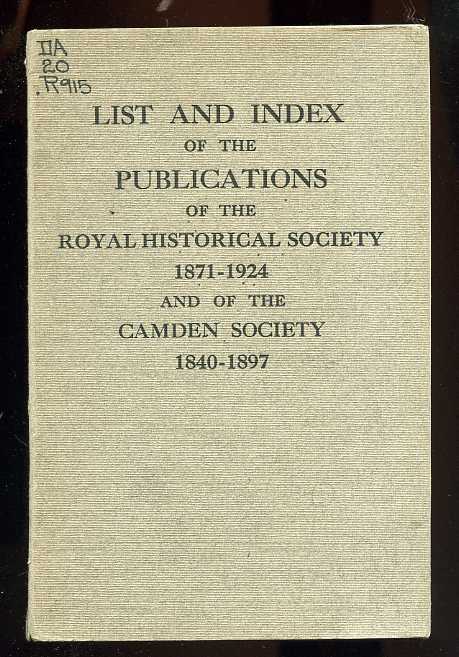 DA
20
.R915
LIST AND INDEX
OF THE
PUBLICATIONS
OF THE
ROYAL HISTORICAL SOCIETY
1871-1924
AND OF THE
CAMDEN SOCIETY
1840-1897